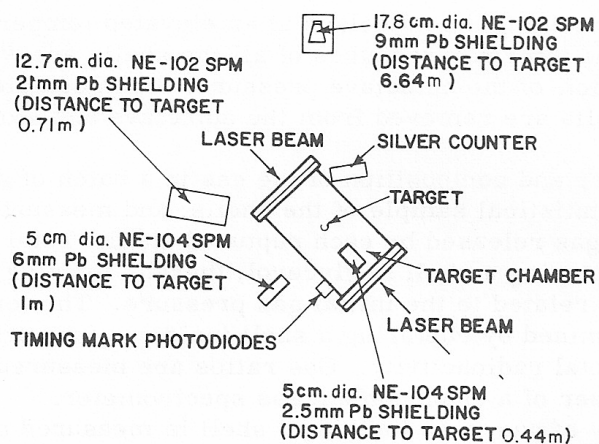 17.8 cm. dia. NE-102 SPM
9mm Pb SHIELDING
(DISTANCE TO TARGET
6.64m)
12.7cm. dia. NE-102 SPM
21mm Pb SHIELDING
(DISTANCE TO TARGET
0.71m)
LASER BEAM
SILVER COUNTER
TARGET
5 cm dia. NE-104 SPM
6mm Pb SHIELDING
(DISTANCE TO TARGET
1m)
TARGET CHAMBER
LASER BEAM
TIMING MARK PHOTODIODES
5cm. dia. NE-104 SPM
2.5mm Pb SHIELDING
(DISTANCE TO TARGET 0.44m)